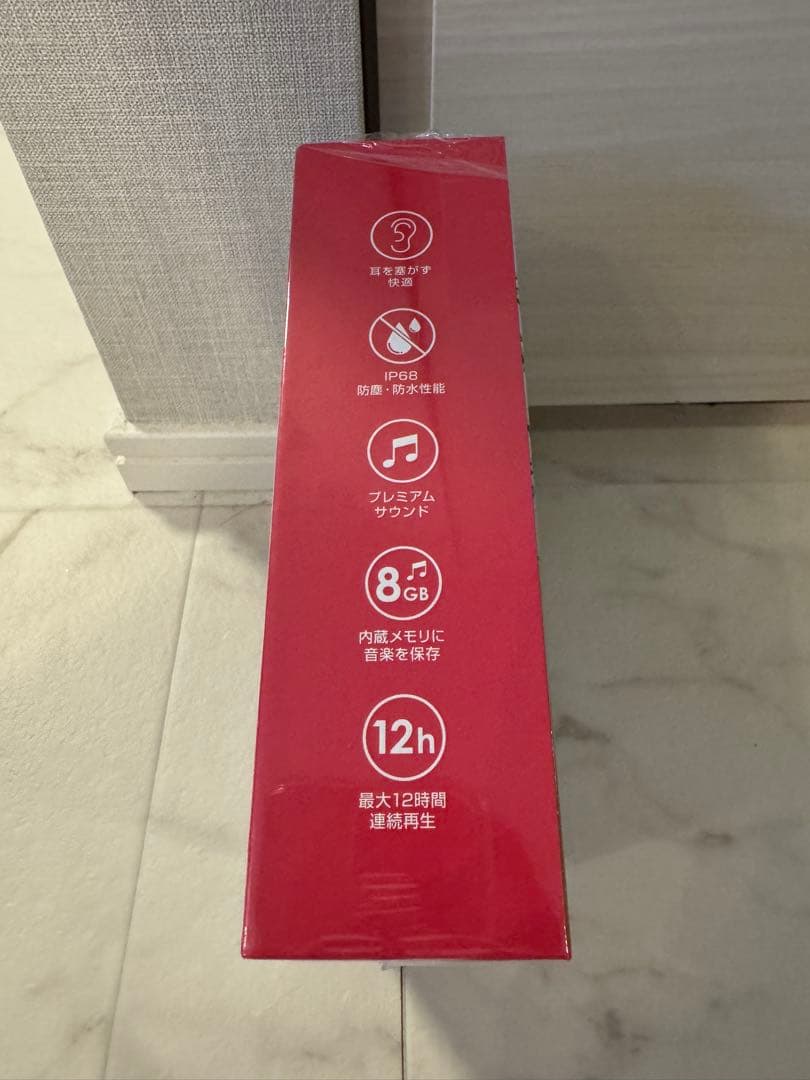 耳を塞がず
快適
IP68
防塵・防水性能
プレミアム
サウンド
8GB
内蔵メモリに
音楽を保存
12h
最大12時間
連続再生